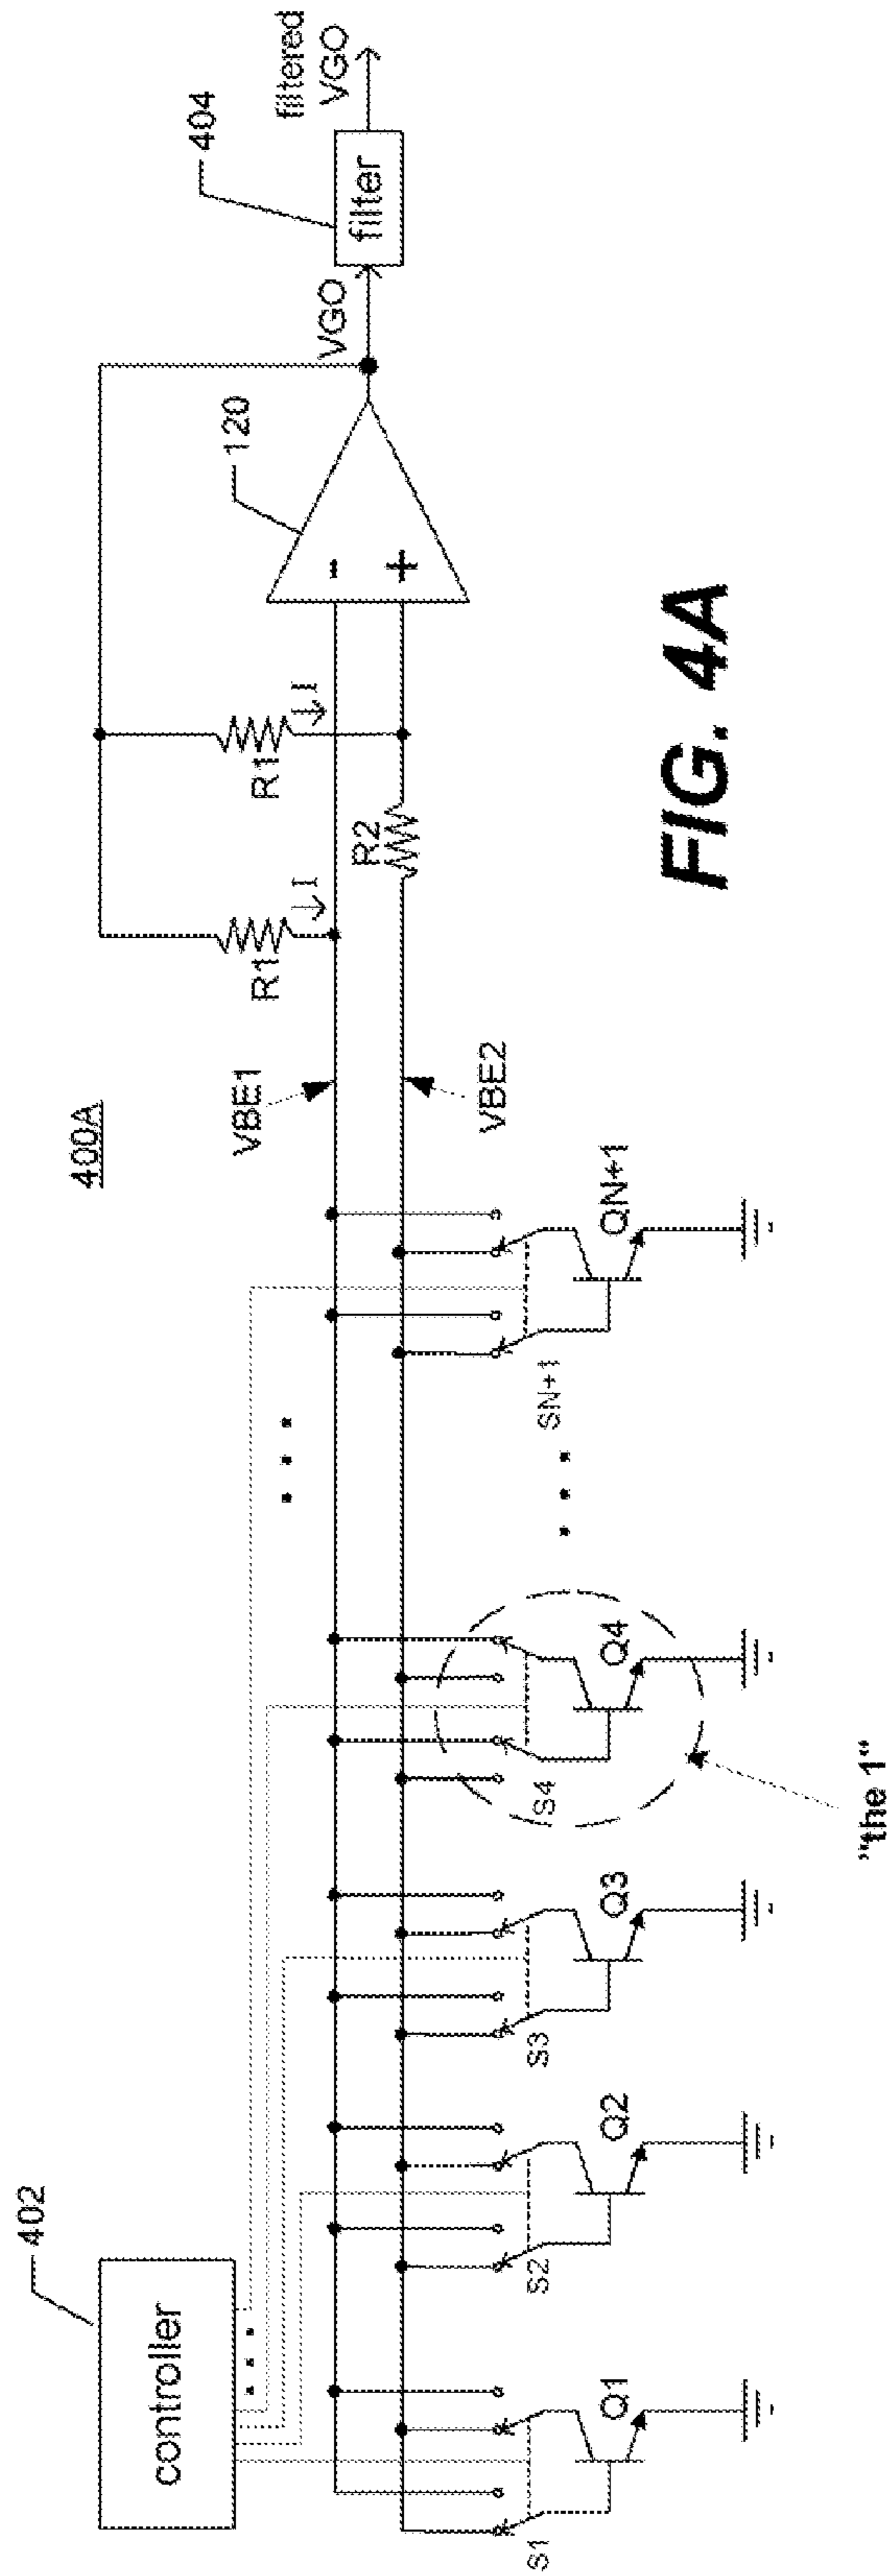 400A
402
controller
404
filter
filtered
VGO
VGO
120
-
+
R1
I
R1
I
R2
VBE1
VBE2
S1
Q1
S2
Q2
S3
Q3
S4
Q4
SN+1
QN+1
"the 1"
FIG. 4A